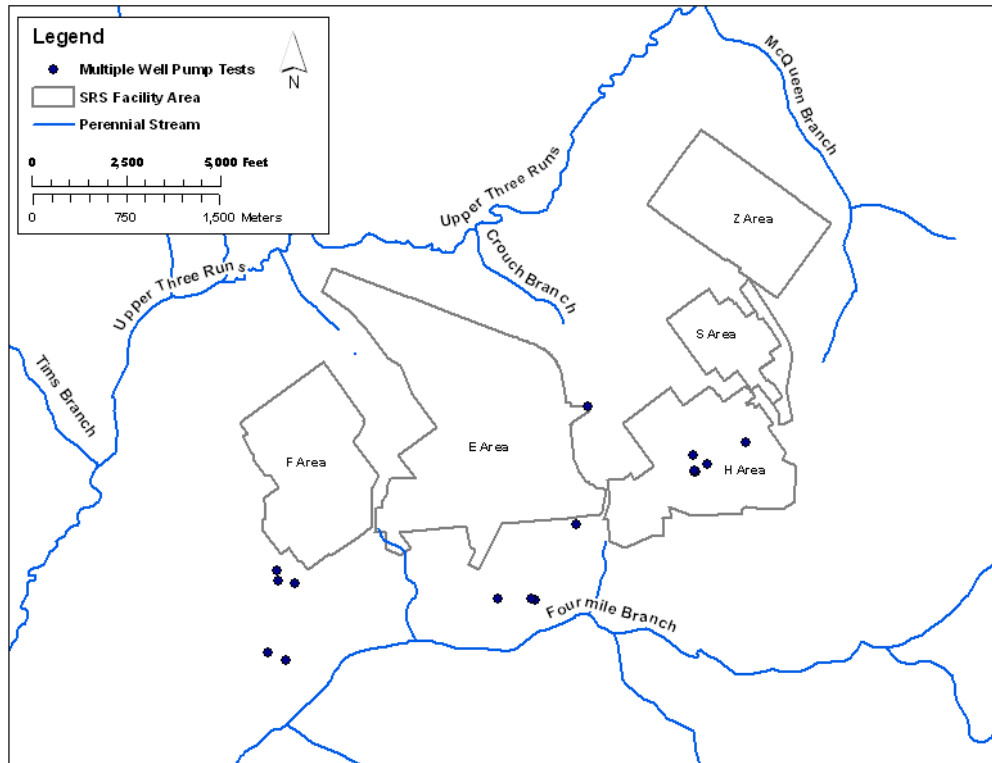 Legend
Multiple Well Pump Tests
N
SRS Facility Area
Perennial Stream
0 2,500 5,000 Feet
0 750 1,500 Meters
McQueen Branch
Upper Three Runs
Z Area
Crouch Branch
Upper Three Runs
S Area
Tims Branch
F Area
E Area
H Area
Fourmile Branch